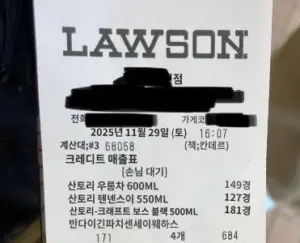 LAWSON
점
전화 가게코
2025년 11월 29일 (토) 16:07
계산대;#3 68058 (책;칸데르)
크레디트 매출표
[손님 대기]
산토리 우롱차 600ML 149경
산토리 텐넨스이 550ML 127경
산토리-크래프트 보스 블랙 500ML 181경
반다이긴파치센세이웨하스
171 4개 684